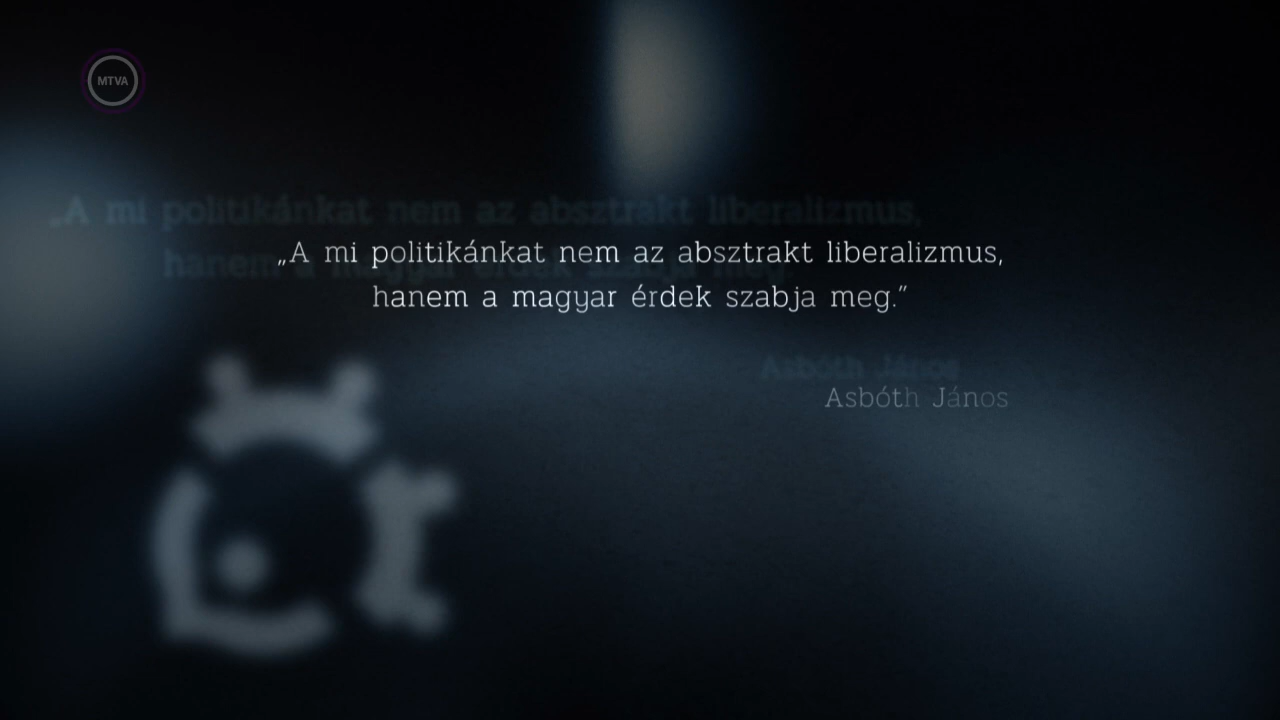 MTVA
„A mi politikánkat nem az absztrakt liberalizmus,
hanem a magyar érdek szabja meg.”
Asbóth János